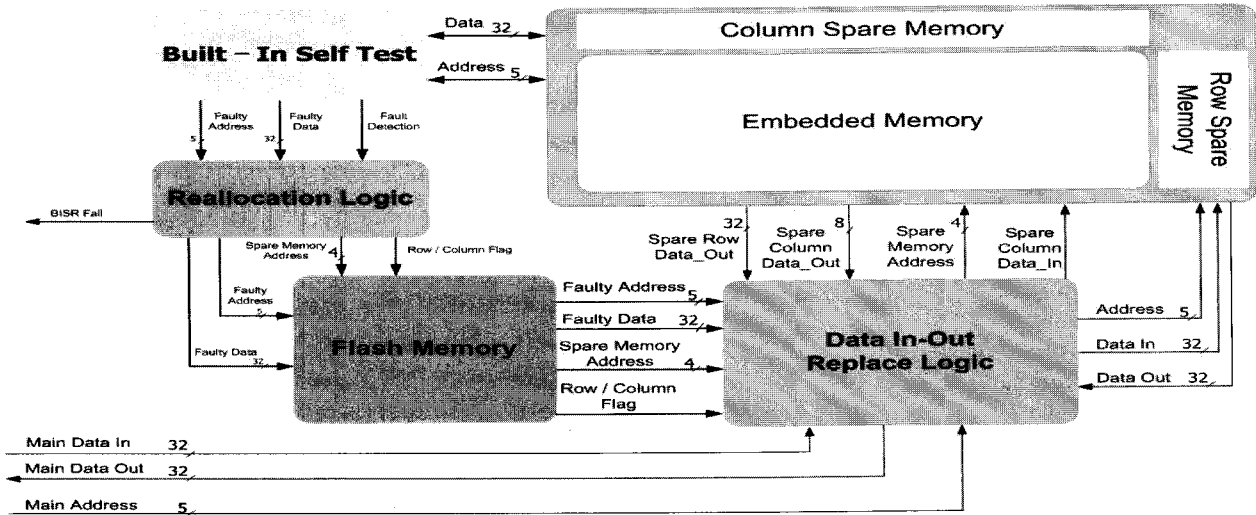 Data 32
Column Spare Memory
Built - In Self Test
Address 5
Row Spare
Memory
Embedded Memory
Faulty
Address
5
Faulty
Data
32
Fault
Detection
Reallocation Logic
BISR Fail
Spare Memory
Address
4
Row / Column Flag
32
Spare Row
Data_Out
8
Spare
Column
Data_Out
4
Spare
Memory
Address
Spare
Column
Data_In
Faulty
Address
5
Faulty Data
32
Flash Memory
Faulty Address
5
Faulty Data
32
Spare Memory
Address
4
Row / Column
Flag
Data In-Out
Replace Logic
Address
5
Data In 32
Data Out 32
Main Data In 32
Main Data Out 32
Main Address 5